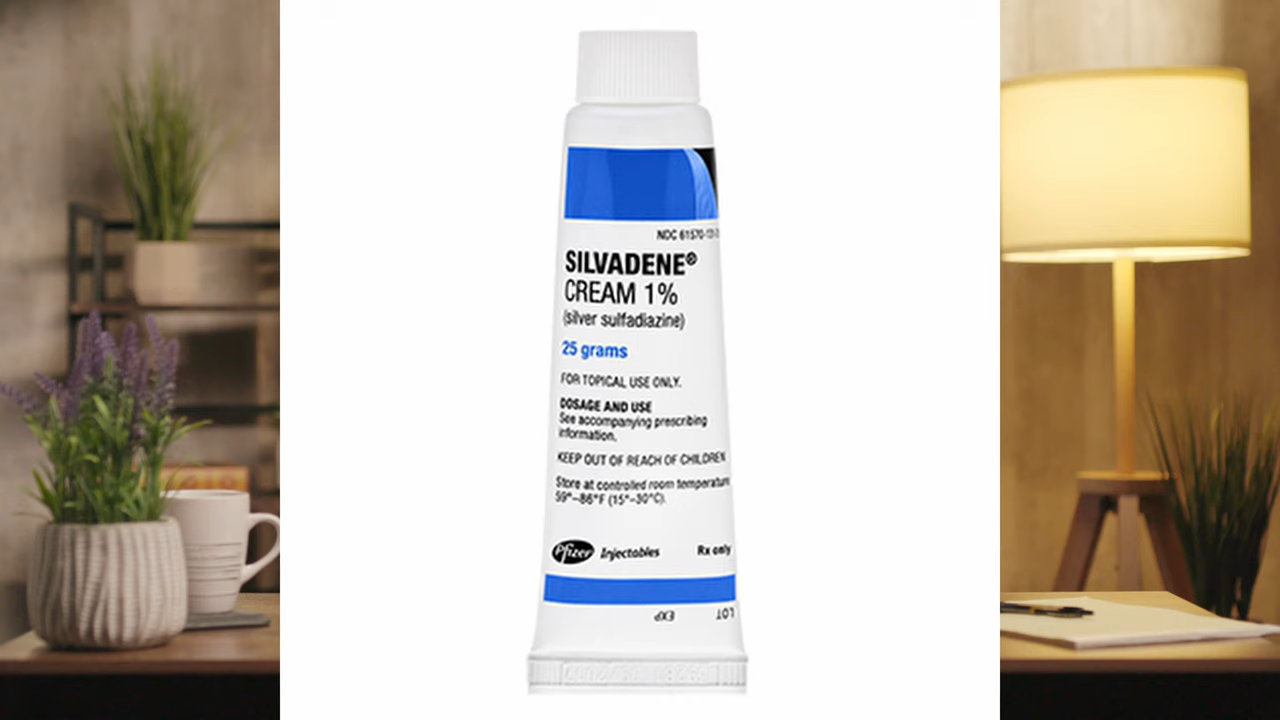 NDC 61570-131-
SILVADENE®
CREAM 1%
(silver sulfadiazine)
25 grams
FOR TOPICAL USE ONLY.
DOSAGE AND USE
See accompanying prescribing
information.
KEEP OUT OF REACH OF CHILDREN
Store at controlled room temperature
59°–86°F (15°–30°C).
Pfizer Injectables Rx only
EXP LOT